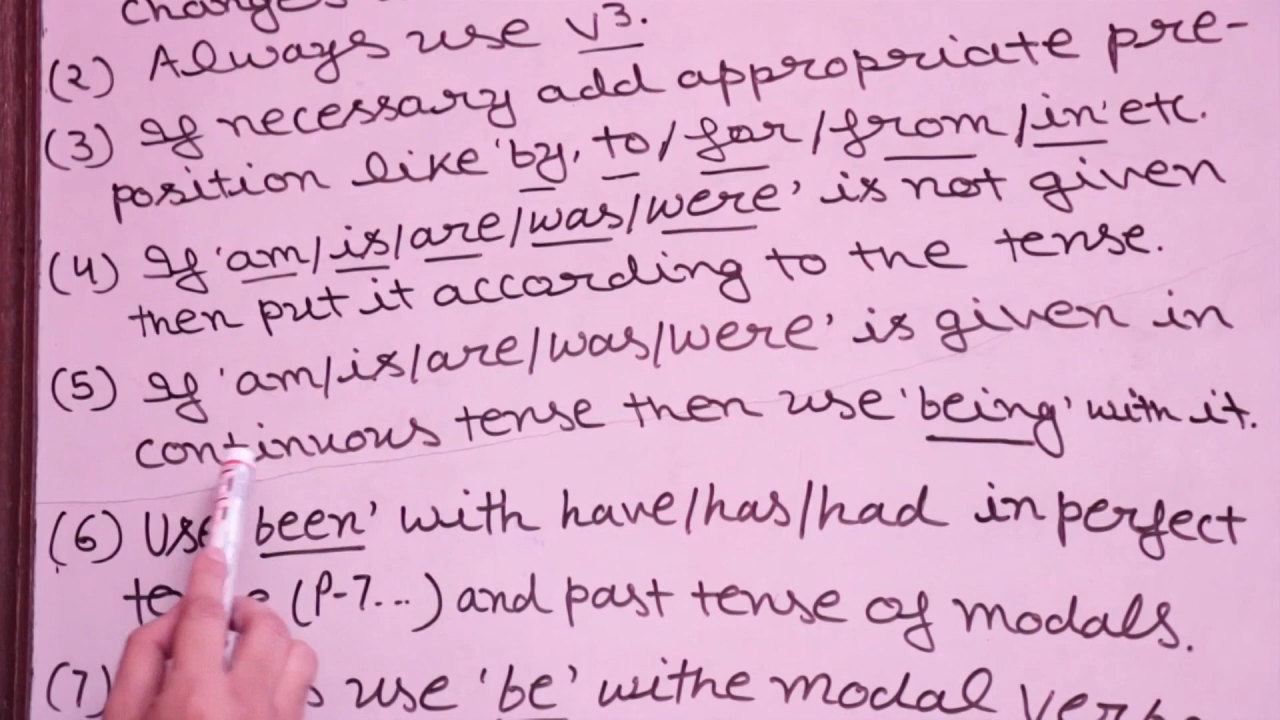 changes
(2) Always use V³.
(3) If necessary add appropriate pre-
position like 'by, to/for/from/in' etc.
(4) If 'am/is/are/was/were' is not given
then put it according to the tense.
(5) If 'am/is/are/was/were' is given in
continuous tense then use 'being' with it.
(6) Use been' with have/has/had in perfect
(P-7...) and past tense of modals.
(7) use 'be' withe modal